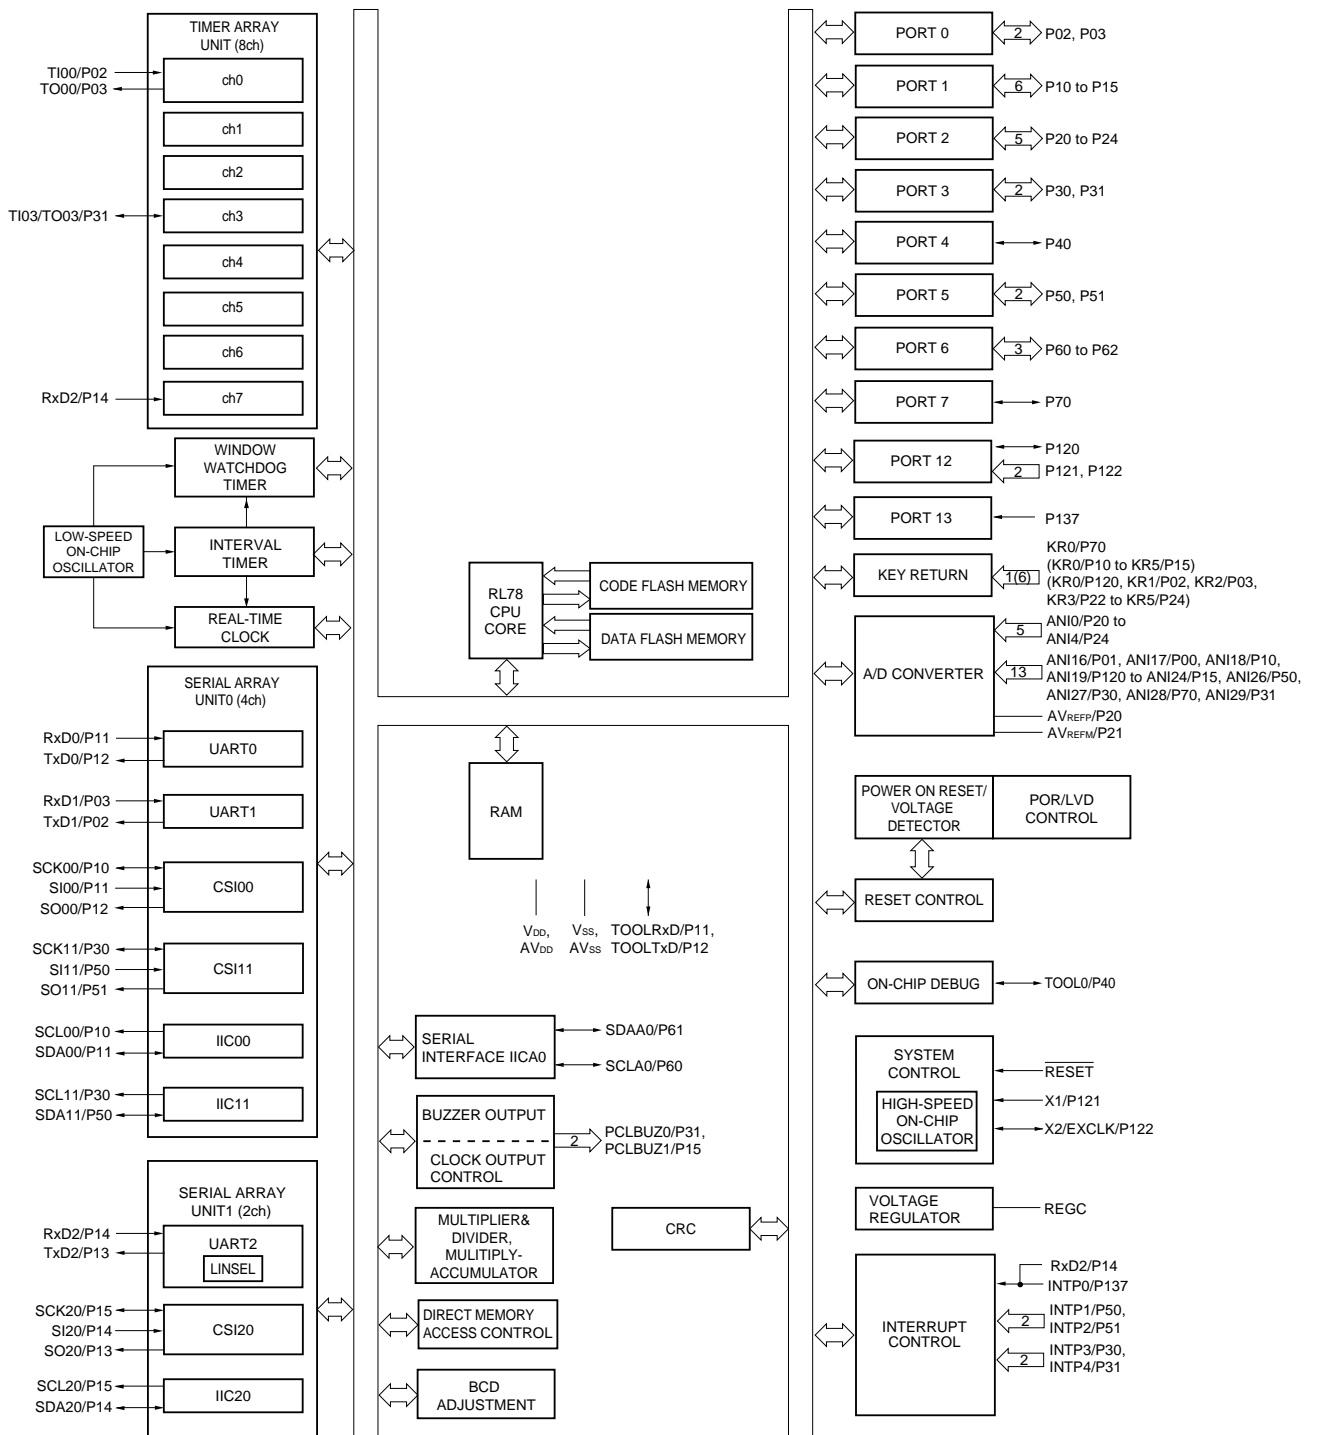 TIMER ARRAY
UNIT (8ch)
TI00/P02
TO00/P03
ch0
ch1
ch2
TI03/TO03/P31
ch3
ch4
ch5
ch6
RxD2/P14
ch7
WINDOW
WATCHDOG
TIMER
LOW-SPEED
ON-CHIP
OSCILLATOR
INTERVAL
TIMER
REAL-TIME
CLOCK
SERIAL ARRAY
UNIT0 (4ch)
RxD0/P11
TxD0/P12
UART0
RxD1/P03
TxD1/P02
UART1
SCK00/P10
SI00/P11
SO00/P12
CSI00
SCK11/P30
SI11/P50
SO11/P51
CSI11
SCL00/P10
SDA00/P11
IIC00
SCL11/P30
SDA11/P50
IIC11
SERIAL ARRAY
UNIT1 (2ch)
RxD2/P14
TxD2/P13
UART2
LINSEL
SCK20/P15
SI20/P14
SO20/P13
CSI20
SCL20/P15
SDA20/P14
IIC20
RL78
CPU
CORE
CODE FLASH MEMORY
DATA FLASH MEMORY
RAM
VDD,
AVDD
VSS,
AVSS
TOOLRxD/P11,
TOOLTxD/P12
SERIAL
INTERFACE IICA0
SDAA0/P61
SCLA0/P60
BUZZER OUTPUT
CLOCK OUTPUT
CONTROL
2
PCLBUZ0/P31,
PCLBUZ1/P15
MULTIPLIER&
DIVIDER,
MULITIPLY-
ACCUMULATOR
DIRECT MEMORY
ACCESS CONTROL
BCD
ADJUSTMENT
CRC
PORT 0
2
P02, P03
PORT 1
6
P10 to P15
PORT 2
5
P20 to P24
PORT 3
2
P30, P31
PORT 4
P40
PORT 5
2
P50, P51
PORT 6
3
P60 to P62
PORT 7
P70
PORT 12
P120
2
P121, P122
PORT 13
P137
KEY RETURN
1(6)
KR0/P70
(KR0/P10 to KR5/P15)
(KR0/P120, KR1/P02, KR2/P03,
KR3/P22 to KR5/P24)
A/D CONVERTER
5
ANI0/P20 to
ANI4/P24
13
ANI16/P01, ANI17/P00, ANI18/P10,
ANI19/P120 to ANI24/P15, ANI26/P50,
ANI27/P30, ANI28/P70, ANI29/P31
AVREFP/P20
AVREFM/P21
POWER ON RESET/
VOLTAGE
DETECTOR
POR/LVD
CONTROL
RESET CONTROL
ON-CHIP DEBUG
TOOL0/P40
SYSTEM
CONTROL
HIGH-SPEED
ON-CHIP
OSCILLATOR
RESET
X1/P121
X2/EXCLK/P122
VOLTAGE
REGULATOR
REGC
INTERRUPT
CONTROL
RxD2/P14
INTP0/P137
2
INTP1/P50,
INTP2/P51
2
INTP3/P30,
INTP4/P31